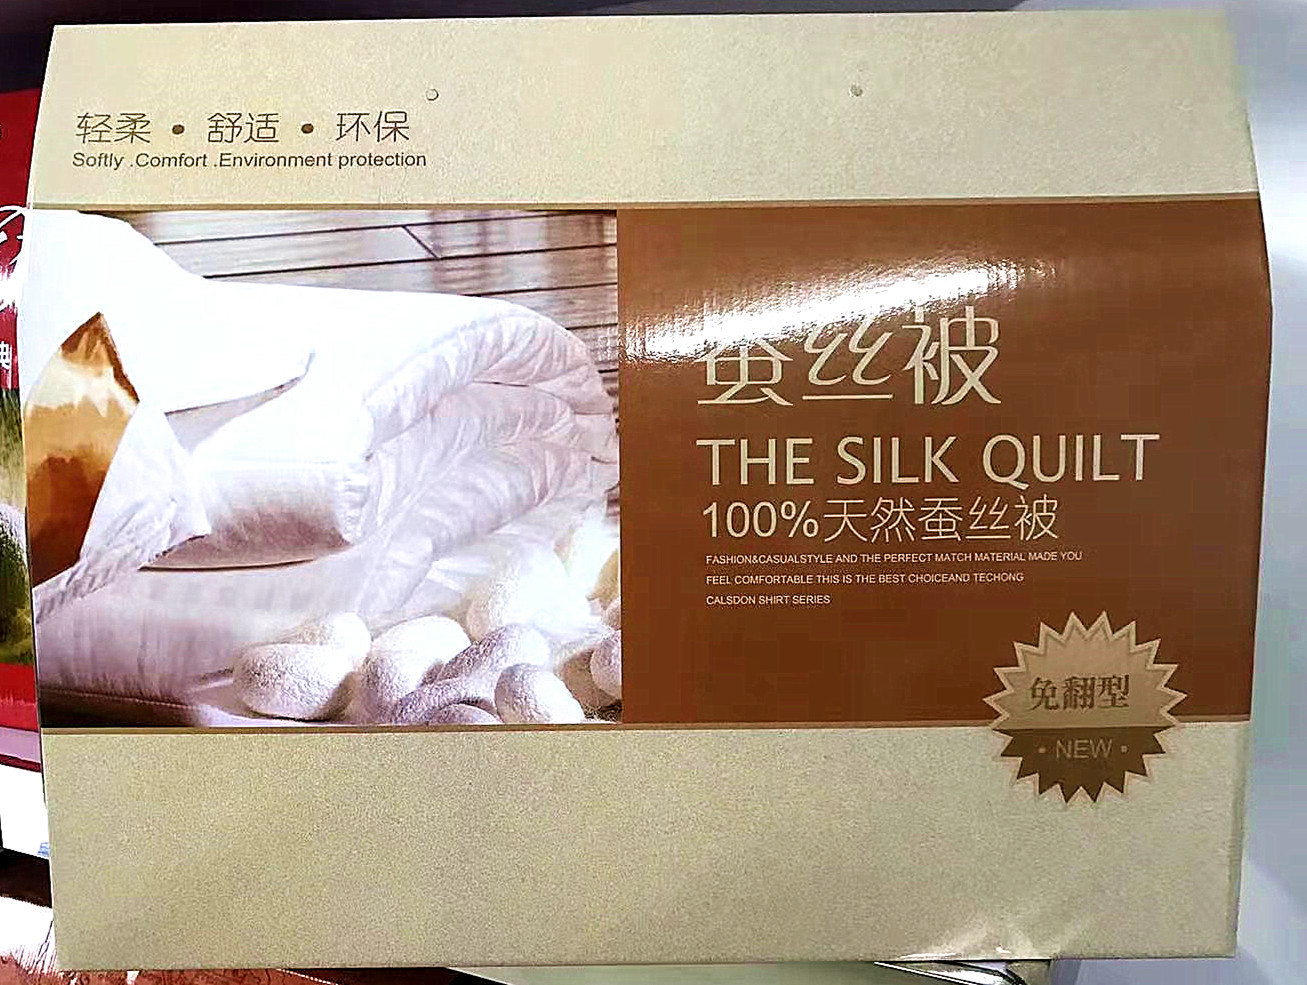 轻柔 • 舒适 • 环保
Softly .Comfort .Environment protection
蚕丝被
THE SILK QUILT
100%天然蚕丝被
FASHION&CASUALSTYLE AND THE PERFECT MATCH MATERIAL MADE YOU
FEEL COMFORTABLE THIS IS THE BEST CHOICEAND TECHONG
CALSDON SHIRT SERIES
免翻型
• NEW •